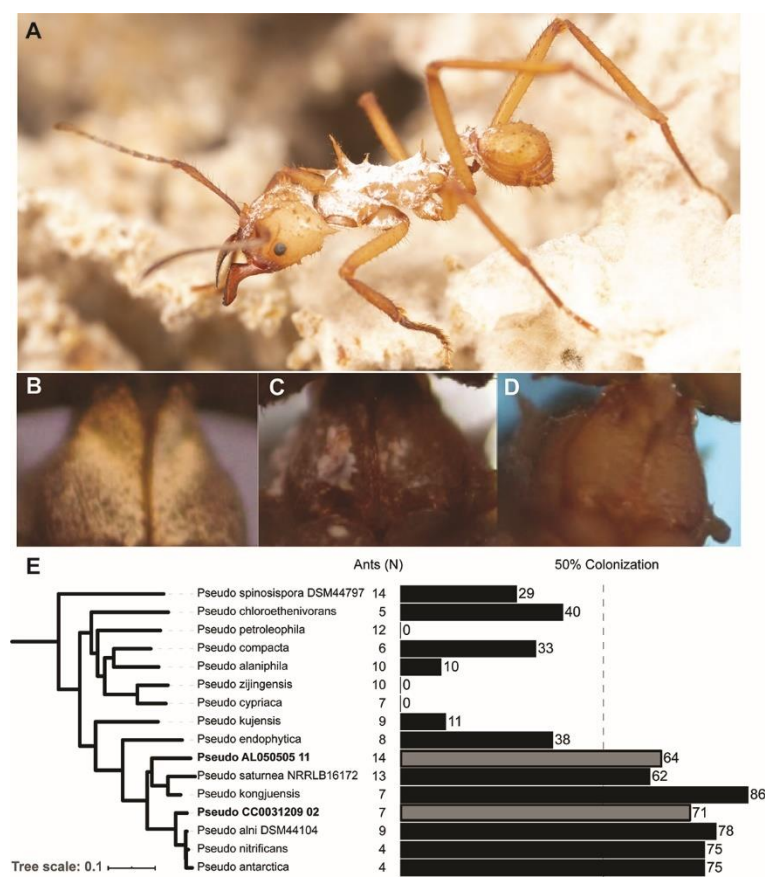 A
B
C
D
E
Ants (N)
50% Colonization
Pseudo spinosispora DSM44797 14 29
Pseudo chloroethenivorans 5 40
Pseudo petroleophila 12 0
Pseudo compacta 6 33
Pseudo alaniphila 10 10
Pseudo zijingensis 10 0
Pseudo cypriaca 7 0
Pseudo kujensis 9 11
Pseudo endophytica 8 38
Pseudo AL050505 11 14 64
Pseudo saturnea NRRLB16172 13 62
Pseudo kongjuensis 7 86
Pseudo CC0031209 02 7 71
Pseudo alni DSM44104 9 78
Pseudo nitrificans 4 75
Pseudo antarctica 4 75
Tree scale: 0.1